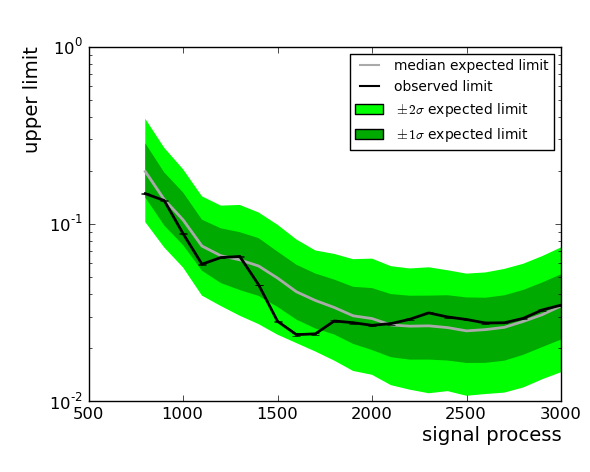 upper limit
10^0
10^-1
10^-2
median expected limit
observed limit
±2σ expected limit
±1σ expected limit
500 1000 1500 2000 2500 3000
signal process